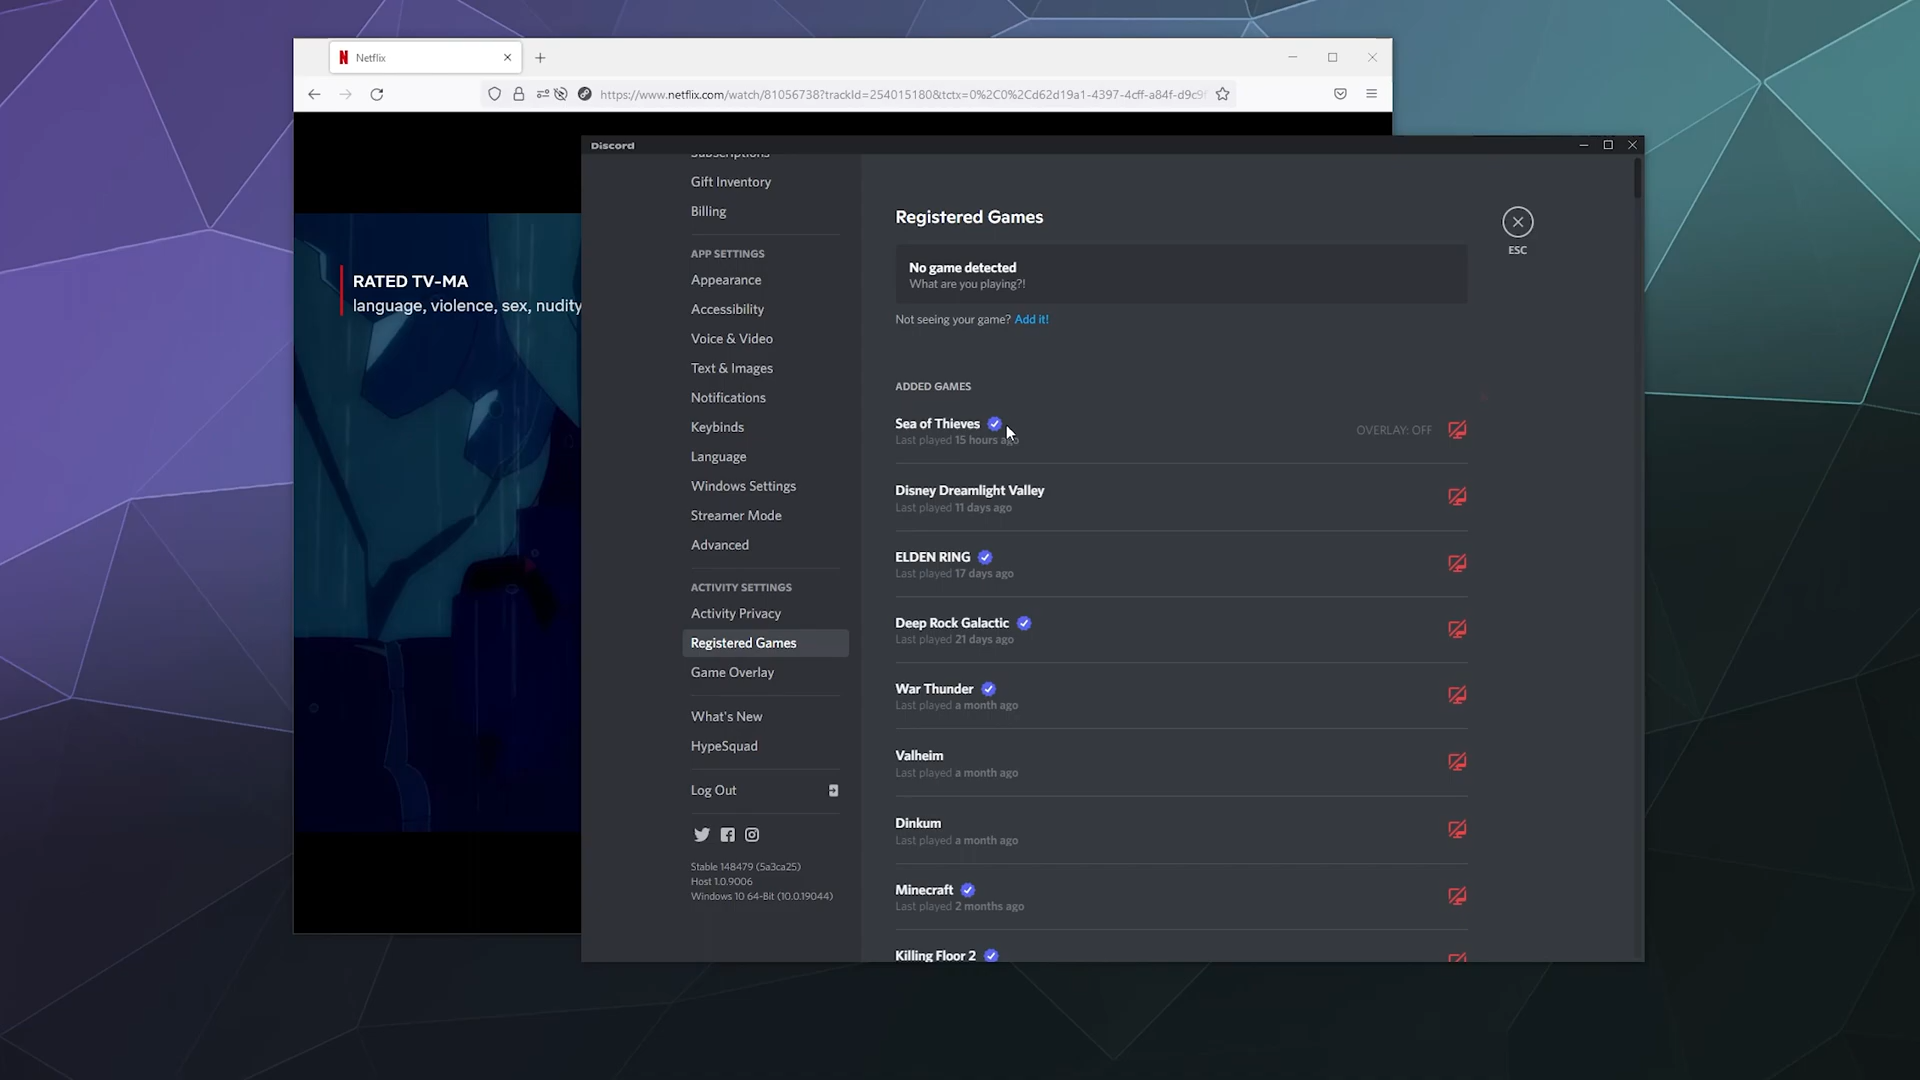 Netflix
https://www.netflix.com/watch/81056738?trackId=254015180&tctx=0%2C0%2Cd62d19a1-4397-4cff-a84f-d9c9f
RATED TV-MA
language, violence, sex, nudity
Discord
Subscriptions
Gift Inventory
Billing
APP SETTINGS
Appearance
Accessibility
Voice & Video
Text & Images
Notifications
Keybinds
Language
Windows Settings
Streamer Mode
Advanced
ACTIVITY SETTINGS
Activity Privacy
Registered Games
Game Overlay
What's New
HypeSquad
Log Out
Stable 148479 (5a3ca25)
Host 1.0.9006
Windows 10 64-Bit (10.0.19044)
Registered Games
ESC
No game detected
What are you playing?!
Not seeing your game? Add it!
ADDED GAMES
Sea of Thieves
Last played 15 hours ago
OVERLAY: OFF
Disney Dreamlight Valley
Last played 11 days ago
ELDEN RING
Last played 17 days ago
Deep Rock Galactic
Last played 21 days ago
War Thunder
Last played a month ago
Valheim
Last played a month ago
Dinkum
Last played a month ago
Minecraft
Last played 2 months ago
Killing Floor 2